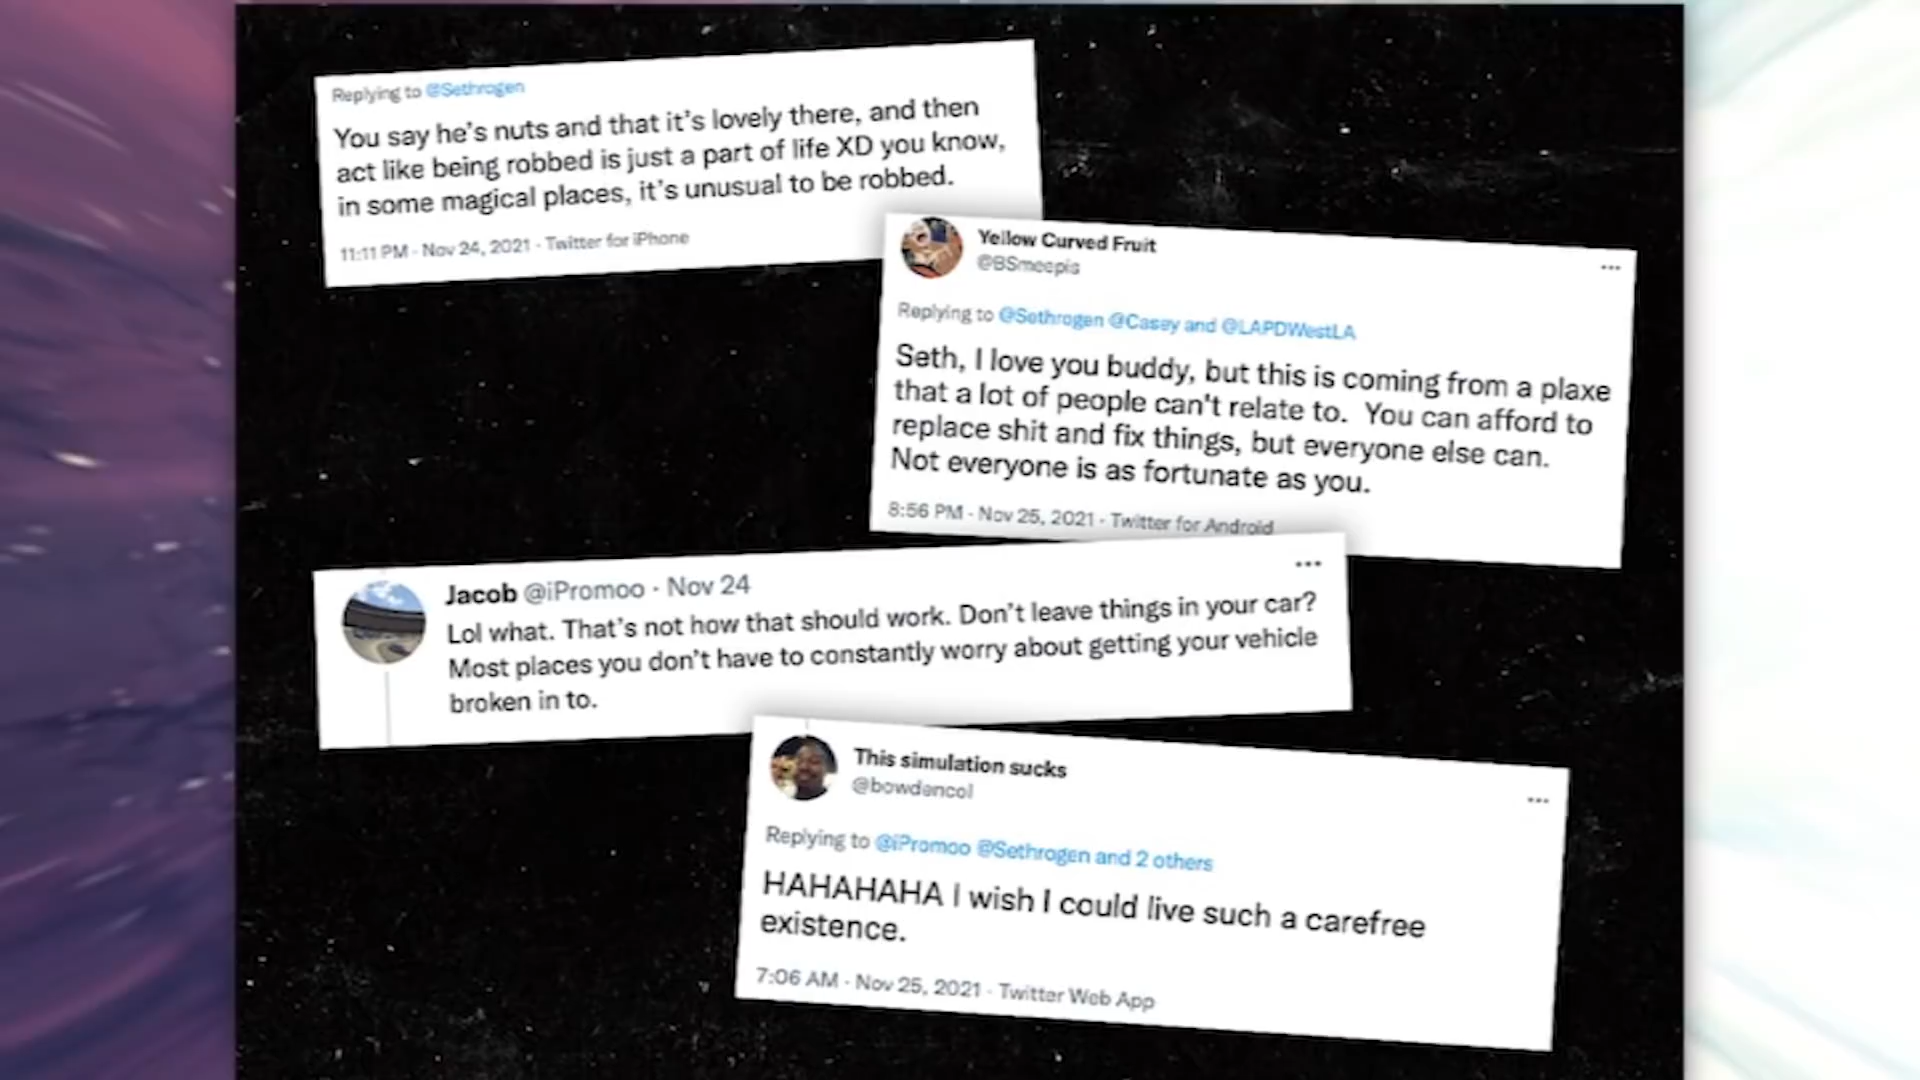 Replying to @Sethrogen
You say he's nuts and that it's lovely there, and then
act like being robbed is just a part of life XD you know,
in some magical places, it's unusual to be robbed.
11:11 PM · Nov 24, 2021 · Twitter for iPhone
Yellow Curved Fruit
@BSmeepis
Replying to @Sethrogen @Casey and @LAPDWestLA
Seth, I love you buddy, but this is coming from a plaxe
that a lot of people can't relate to. You can afford to
replace shit and fix things, but everyone else can.
Not everyone is as fortunate as you.
8:56 PM · Nov 25, 2021 · Twitter for Android
Jacob @iPromoo · Nov 24
Lol what. That's not how that should work. Don't leave things in your car?
Most places you don't have to constantly worry about getting your vehicle
broken in to.
This simulation sucks
@bowdencol
Replying to @iPromoo @Sethrogen and 2 others
HAHAHAHA I wish I could live such a carefree
existence.
7:06 AM · Nov 25, 2021 · Twitter Web App